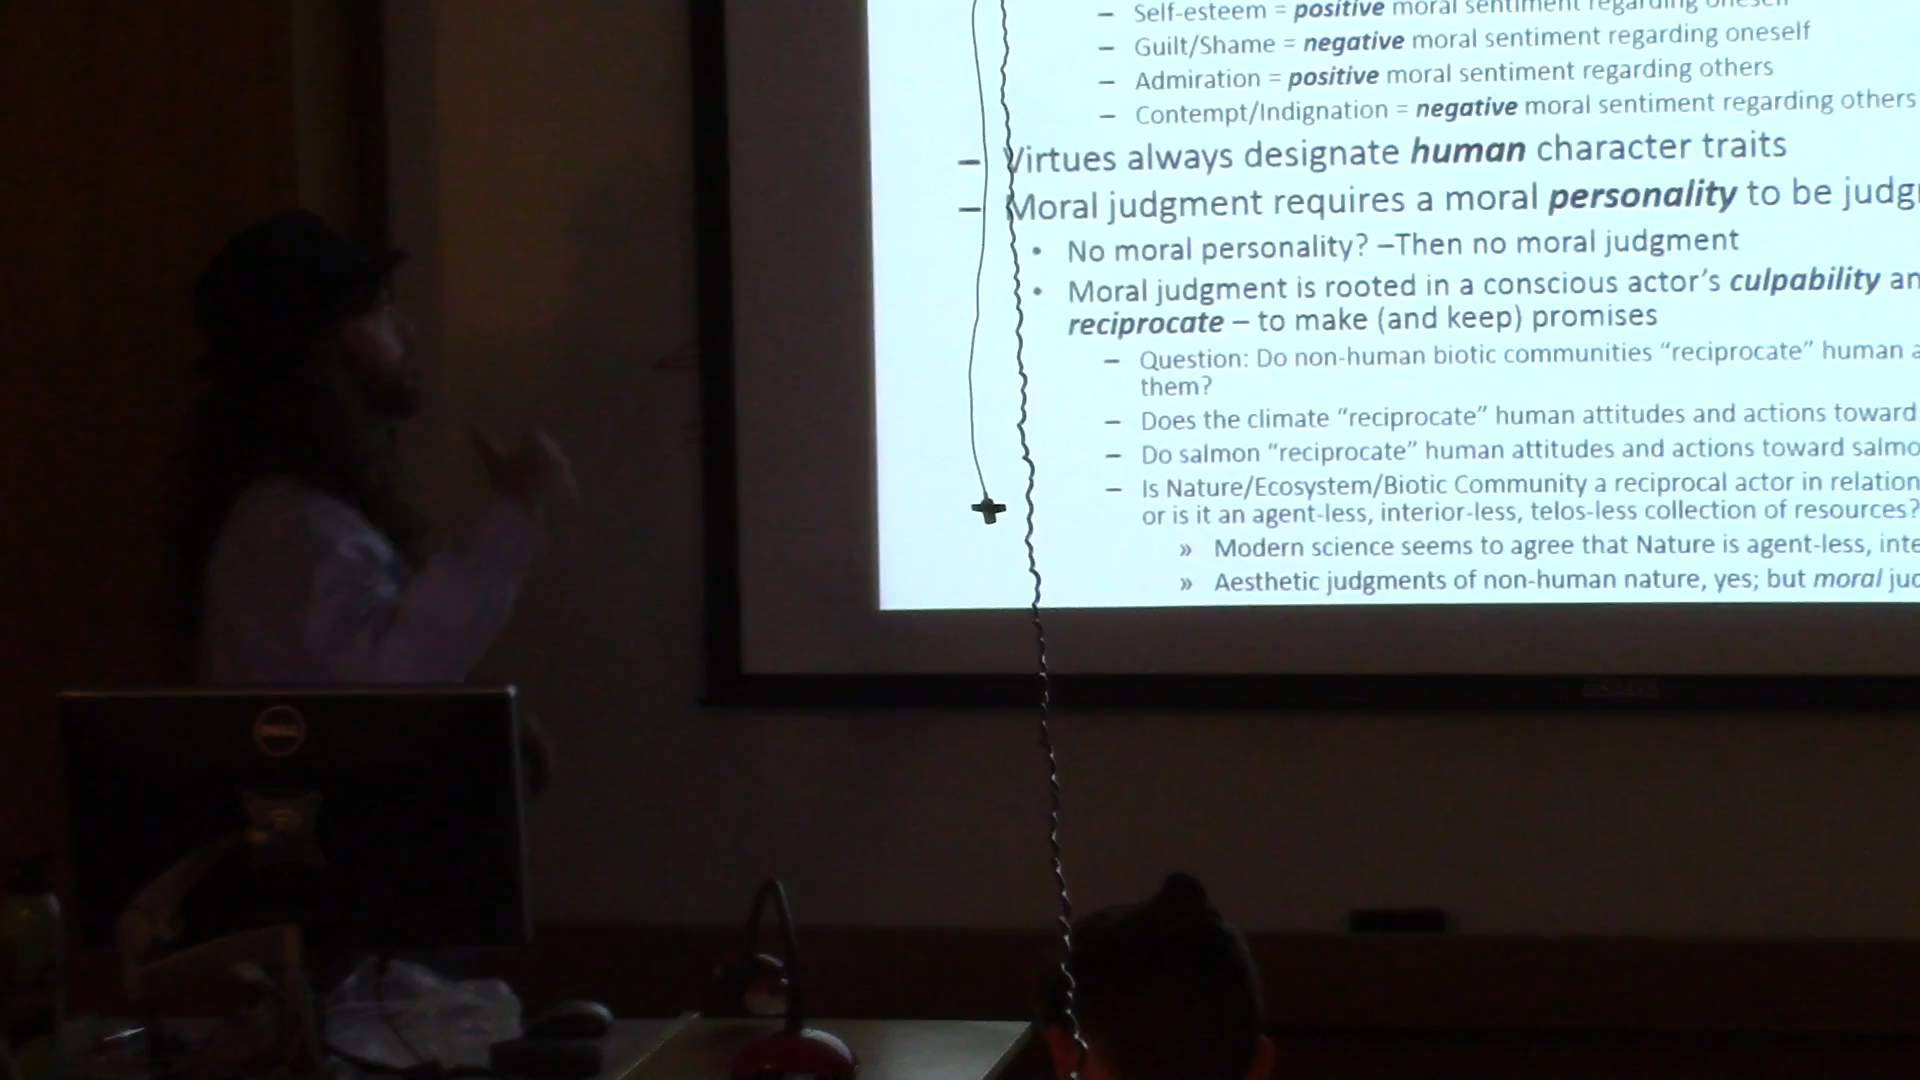 – Self-esteem = positive moral sentiment regarding oneself
– Guilt/Shame = negative moral sentiment regarding oneself
– Admiration = positive moral sentiment regarding others
– Contempt/Indignation = negative moral sentiment regarding others
– Virtues always designate human character traits
– Moral judgment requires a moral personality to be judg
• No moral personality? –Then no moral judgment
• Moral judgment is rooted in a conscious actor’s culpability an
reciprocate – to make (and keep) promises
– Question: Do non-human biotic communities “reciprocate” human a
them?
– Does the climate “reciprocate” human attitudes and actions toward
– Do salmon “reciprocate” human attitudes and actions toward salmo
– Is Nature/Ecosystem/Biotic Community a reciprocal actor in relation
or is it an agent-less, interior-less, telos-less collection of resources?
» Modern science seems to agree that Nature is agent-less, inte
» Aesthetic judgments of non-human nature, yes; but moral jud
DELL